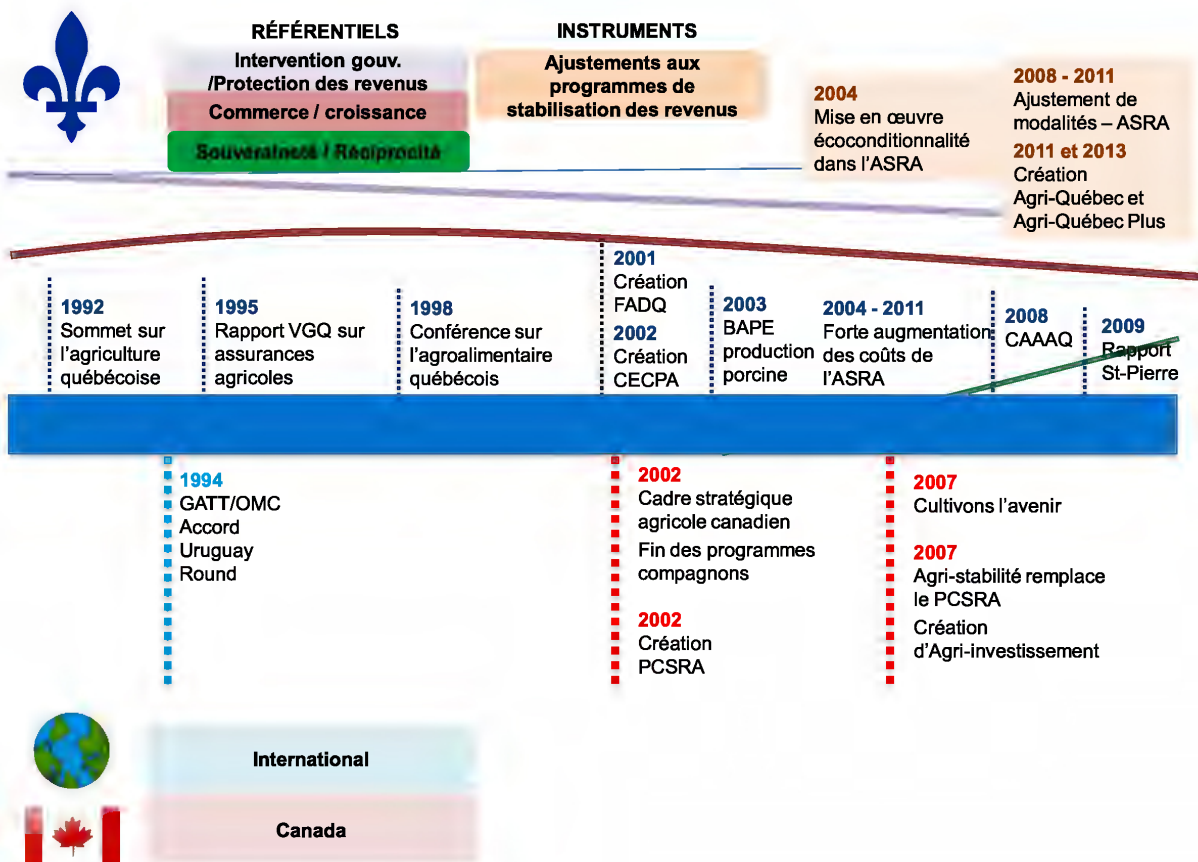 RÉFÉRENTIELS
Intervention gouv.
/Protection des revenus
Commerce / croissance
Souveraineté / Réciprocité
INSTRUMENTS
Ajustements aux
programmes de
stabilisation des revenus
2004
Mise en œuvre
écoconditionnalité
dans l'ASRA
2008 - 2011
Ajustement de
modalités – ASRA
2011 et 2013
Création
Agri-Québec et
Agri-Québec Plus
1992
Sommet sur
l'agriculture
québécoise
1995
Rapport VGQ sur
assurances
agricoles
1998
Conférence sur
l'agroalimentaire
québécois
2001
Création
FADQ
2002
Création
CECPA
2003
BAPE
production
porcine
2004 - 2011
Forte augmentation
des coûts de
l'ASRA
2008
CAAAQ
2009
Rapport
St-Pierre
1994
GATT/OMC
Accord
Uruguay
Round
2002
Cadre stratégique
agricole canadien
Fin des programmes
compagnons
2002
Création
PCSRA
2007
Cultivons l'avenir
2007
Agri-stabilité remplace
le PCSRA
Création
d'Agri-investissement
International
Canada